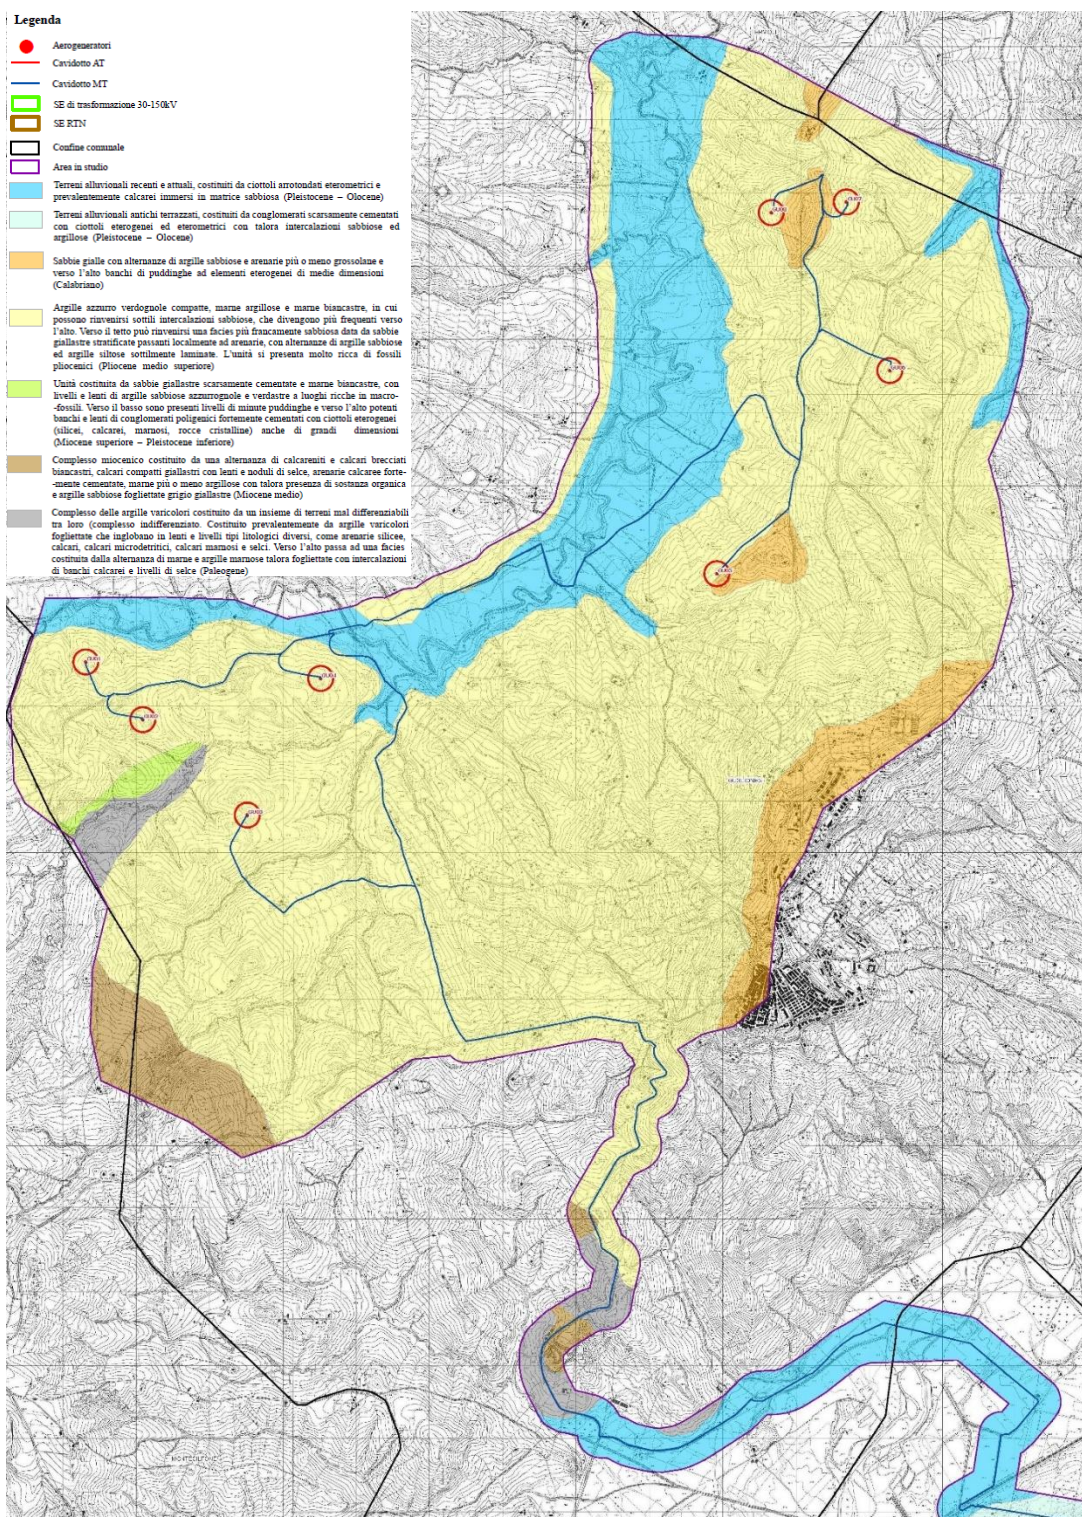 Legenda
Aerogeneratori
Cavidotto AT
Cavidotto MT
SE di trasformazione 30-150kV
SE RTN
Confine comunale
Area in studio
Terreni alluvionali recenti e attuali, costituiti da ciottoli arrotondati eterometrici e
prevalentemente calcarei immersi in matrice sabbiosa (Pleistocene – Olocene)
Terreni alluvionali antichi terrazzati, costituiti da conglomerati scarsamente cementati
con ciottoli eterogenei ed eterometrici con talora intercalazioni sabbiose ed
argillose (Pleistocene – Olocene)
Sabbie gialle con alternanze di argille sabbiose e arenarie più o meno grossolane e
verso l'alto banchi di puddinghe ad elementi eterogenei di medie dimensioni
(Calabriano)
Argille azzurro verdognole compatte, marne argillose e marne biancastre, in cui
possono rinvenirsi sottili intercalazioni sabbiose, che divengono più frequenti verso
l'alto. Verso il tetto può rinvenirsi una facies più francamente sabbiosa data da sabbie
giallastre stratificate passanti localmente ad arenarie, con alternanze di argille sabbiose
ed argille siltose sottilmente laminate. L'unità si presenta molto ricca di fossili
pliocenici (Pliocene medio superiore)
Unità costituita da sabbie giallastre scarsamente cementate e marne biancastre, con
livelli e lenti di argille sabbiose azzurrognole e verdastre a luoghi ricche in macro-
-fossili. Verso il basso sono presenti livelli di minute puddinghe e verso l'alto potenti
banchi e lenti di conglomerati poligenici fortemente cementati con ciottoli eterogenei
(silicei, calcarei, marnosi, rocce cristalline) anche di grandi dimensioni
(Miocene superiore – Pleistocene inferiore)
Complesso miocenico costituito da una alternanza di calcareniti e calcari brecciati
biancastri, calcari compatti giallastri con lenti e noduli di selce, arenarie calcaree forte-
-mente cementate, marne più o meno argillose con talora presenza di sostanza organica
e argille sabbiose fogliettate grigio giallastre (Miocene medio)
Complesso delle argille varicolori costituito da un insieme di terreni mal differenziabili
tra loro (complesso indifferenziato. Costituito prevalentemente da argille varicolori
fogliettate che inglobano in lenti e livelli tipi litologici diversi, come arenarie silicee,
calcari, calcari microdetritici, calcari marnosi e selci. Verso l'alto passa ad una facies
costituita dalla alternanza di marne e argille marnose talora fogliettate con intercalazioni
di banchi calcarei e livelli di selce (Paleogene)